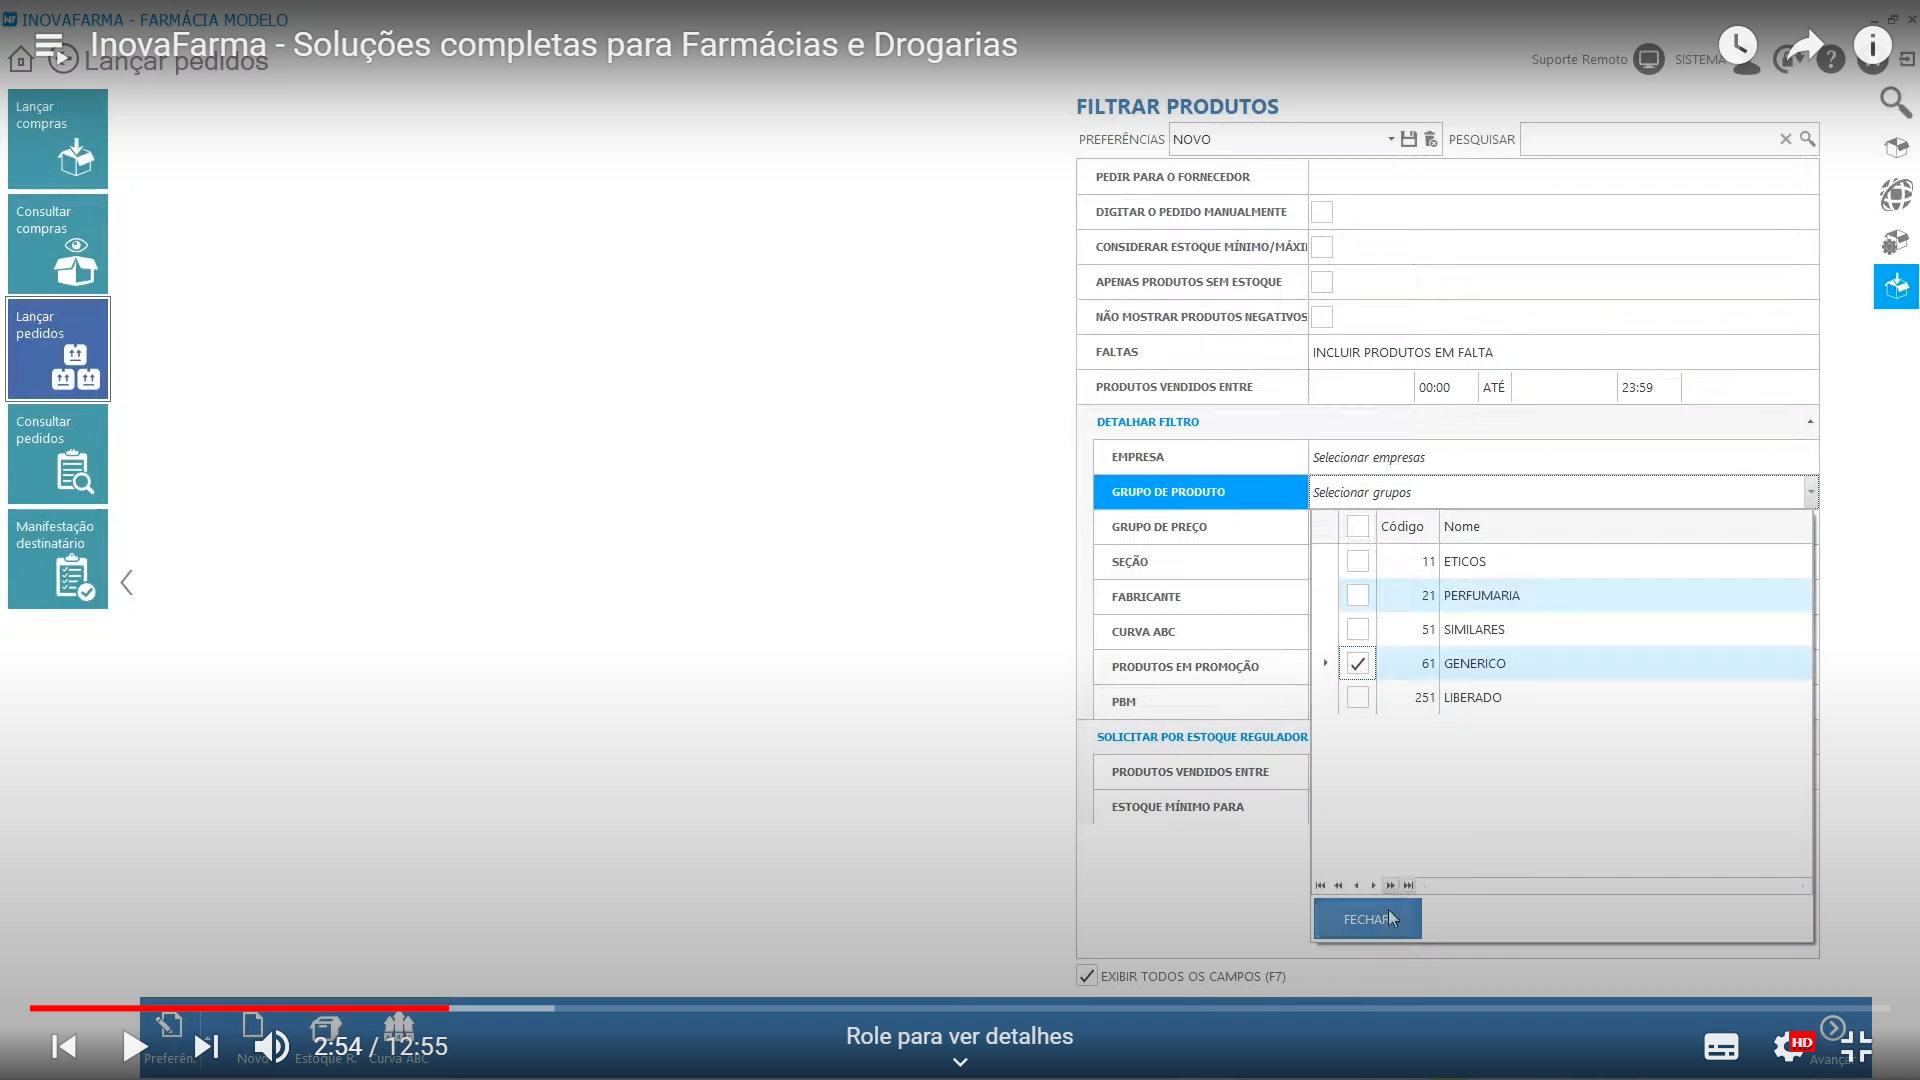 INOVAFARMA - FARMÁCIA MODELO
InovaFarma - Soluções completas para Farmácias e Drogarias
Lançar pedidos
Suporte Remoto
SISTEMA
Lançar
compras
Consultar
compras
Lançar
pedidos
Consultar
pedidos
Manifestação
destinatário
FILTRAR PRODUTOS
PREFERÊNCIAS NOVO PESQUISAR
PEDIR PARA O FORNECEDOR
DIGITAR O PEDIDO MANUALMENTE
CONSIDERAR ESTOQUE MÍNIMO/MÁXI
APENAS PRODUTOS SEM ESTOQUE
NÃO MOSTRAR PRODUTOS NEGATIVOS
FALTAS INCLUIR PRODUTOS EM FALTA
PRODUTOS VENDIDOS ENTRE 00:00 ATÉ 23:59
DETALHAR FILTRO
EMPRESA Selecionar empresas
GRUPO DE PRODUTO Selecionar grupos
GRUPO DE PREÇO
SEÇÃO
FABRICANTE
CURVA ABC
PRODUTOS EM PROMOÇÃO
PBM
SOLICITAR POR ESTOQUE REGULADOR
PRODUTOS VENDIDOS ENTRE
ESTOQUE MÍNIMO PARA
Código Nome
11 ETICOS
21 PERFUMARIA
51 SIMILARES
61 GENERICO
251 LIBERADO
FECHAR
EXIBIR TODOS OS CAMPOS (F7)
Role para ver detalhes
2:54 / 12:55
HD
Preferên. Novo Estoque R. Curva ABC
Avança